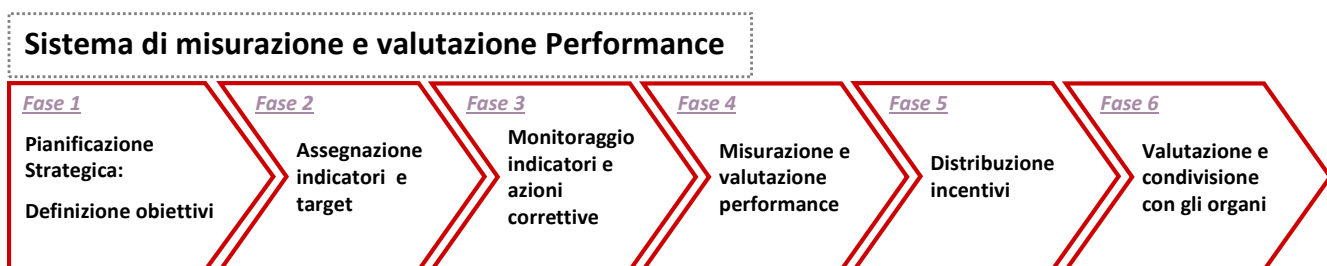 Sistema di misurazione e valutazione Performance
Fase 1
Pianificazione
Strategica:
Definizione obiettivi
Fase 2
Assegnazione
indicatori e
target
Fase 3
Monitoraggio
indicatori e
azioni
correttive
Fase 4
Misurazione e
valutazione
performance
Fase 5
Distribuzione
incentivi
Fase 6
Valutazione e
condivisione
con gli organi